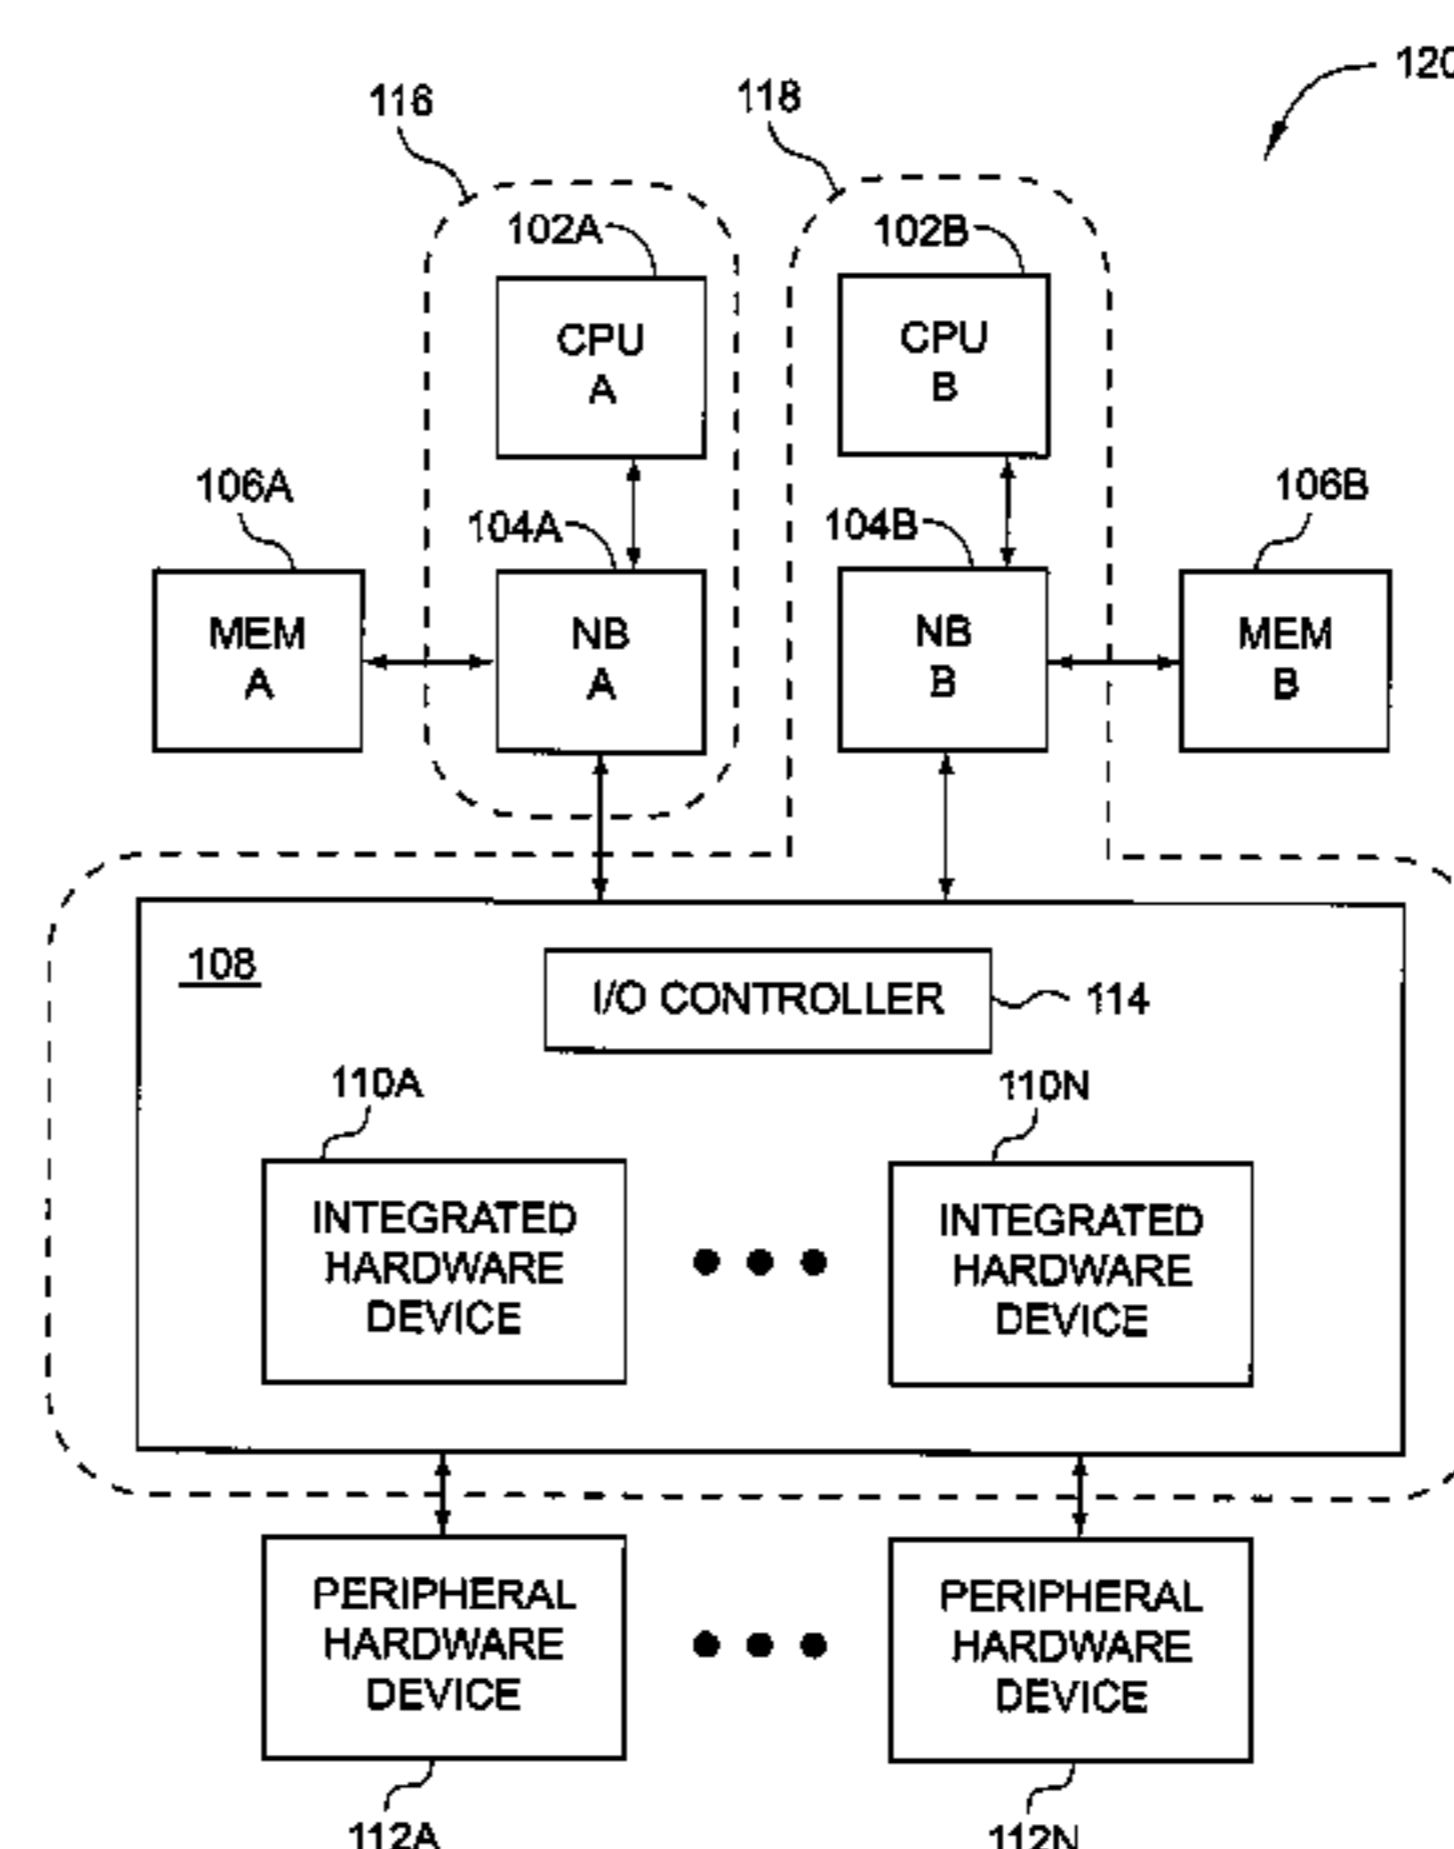 120
116
118
102A
102B
CPU
A
CPU
B
106A
104A
104B
106B
MEM
A
NB
A
NB
B
MEM
B
108
I/O CONTROLLER
114
110A
110N
INTEGRATED
HARDWARE
DEVICE
INTEGRATED
HARDWARE
DEVICE
PERIPHERAL
HARDWARE
DEVICE
PERIPHERAL
HARDWARE
DEVICE
112A
112N